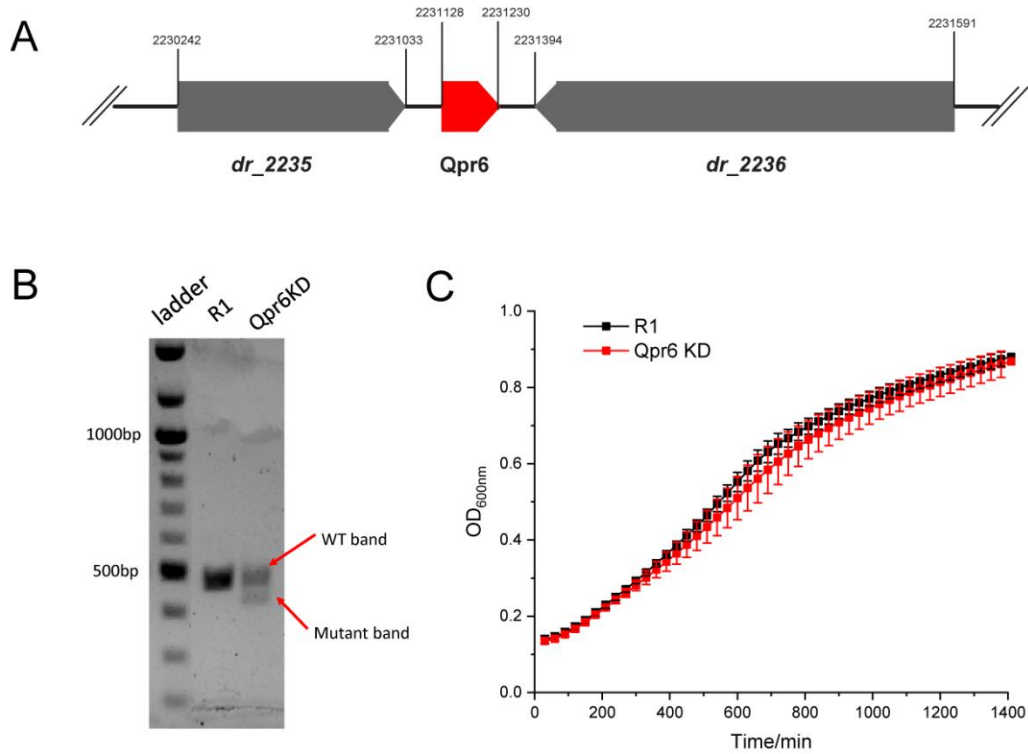 A
2230242
2231033
2231128
2231230
2231394
2231591
dr_2235
Qpr6
dr_2236
B
ladder
R1
Qpr6KD
1000bp
500bp
WT band
Mutant band
C
R1
Qpr6 KD
1.0
0.8
0.6
0.4
0.2
0.0
OD600nm
0 200 400 600 800 1000 1200 1400
Time/min